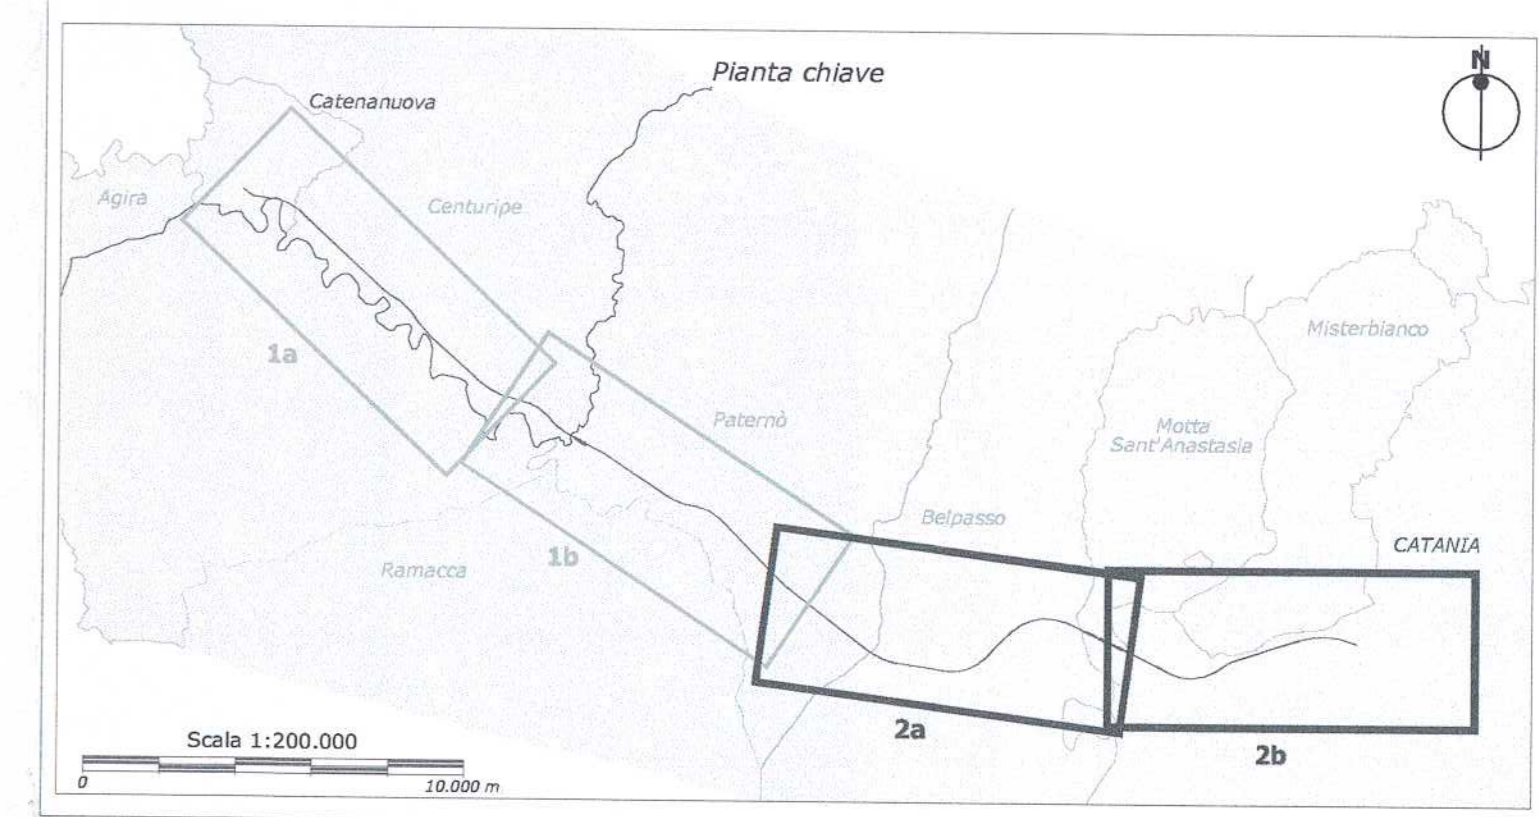 Pianta chiave
N
Catenanuova
Agira
Centuripe
Misterbianco
1a
Paternò
Motta
Sant'Anastasia
Belpasso
CATANIA
1b
Ramacca
2a
Scala 1:200.000
2b
0
10.000 m